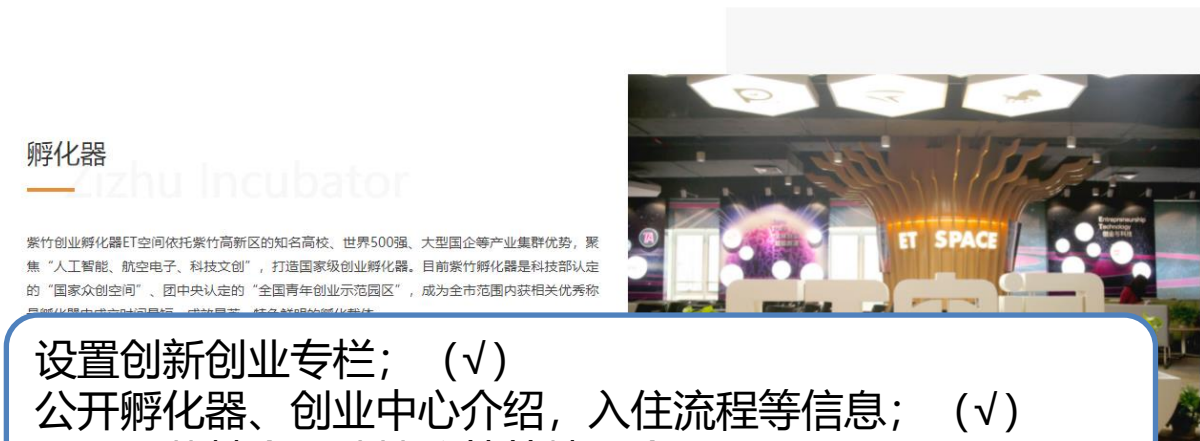 孵化器
Zizhu Incubator
紫竹创业孵化器ET空间依托紫竹高新区的知名高校、世界500强、大型国企等产业集群优势，聚
焦“人工智能、航空电子、科技文创”，打造国家级创业孵化器。目前紫竹孵化器是科技部认定
的“国家众创空间”、团中央认定的“全国青年创业示范园区”，成为全市范围内获相关优秀称
ET SPACE
Entrepreneurship
Technology
创业与科技
设置创新创业专栏；（√）
公开孵化器、创业中心介绍，入住流程等信息；（√）